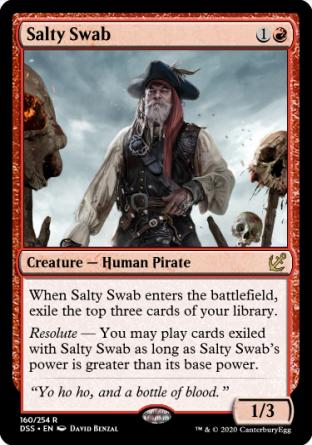 Salty Swab 1
Creature — Human Pirate
When Salty Swab enters the battlefield,
exile the top three cards of your library.
Resolute — You may play cards exiled
with Salty Swab as long as Salty Swab's
power is greater than its base power.
“Yo ho ho, and a bottle of blood.”
1/3
160/254 R
DSS • EN DAVID BENZAL ™ & © 2020 CanterburyEgg